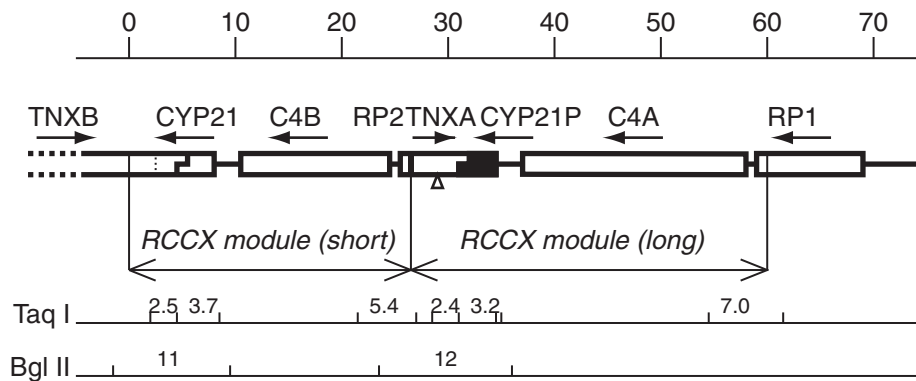 0 10 20 30 40 50 60 70
TNXB CYP21 C4B RP2 TNXA CYP21P C4A RP1
RCCX module (short) RCCX module (long)
Taq I 2.5 3.7 5.4 2.4 3.2 7.0
Bgl II 11 12